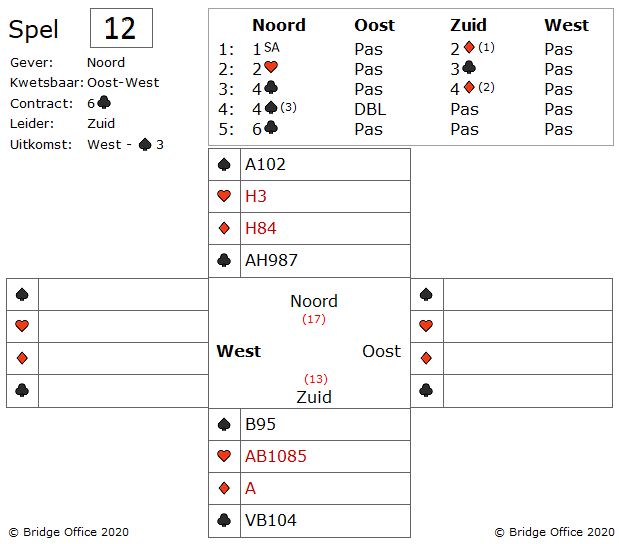 Spel 12
Gever: Noord
Kwetsbaar: Oost-West
Contract: 6♣
Leider: Zuid
Uitkomst: West - ♠ 3
Noord Oost Zuid West
1: 1SA Pas 2♦(1) Pas
2: 2♥ Pas 3♣ Pas
3: 4♣ Pas 4♦(2) Pas
4: 4♠(3) DBL Pas Pas
5: 6♣ Pas Pas Pas
♠ A102
♥ H3
♦ H84
♣ AH987
♠ ♠
♥ ♥
♦ ♦
♣ ♣
Noord
(17)
West Oost
(13)
Zuid
♠ B95
♥ AB1085
♦ A
♣ VB104
© Bridge Office 2020 © Bridge Office 2020